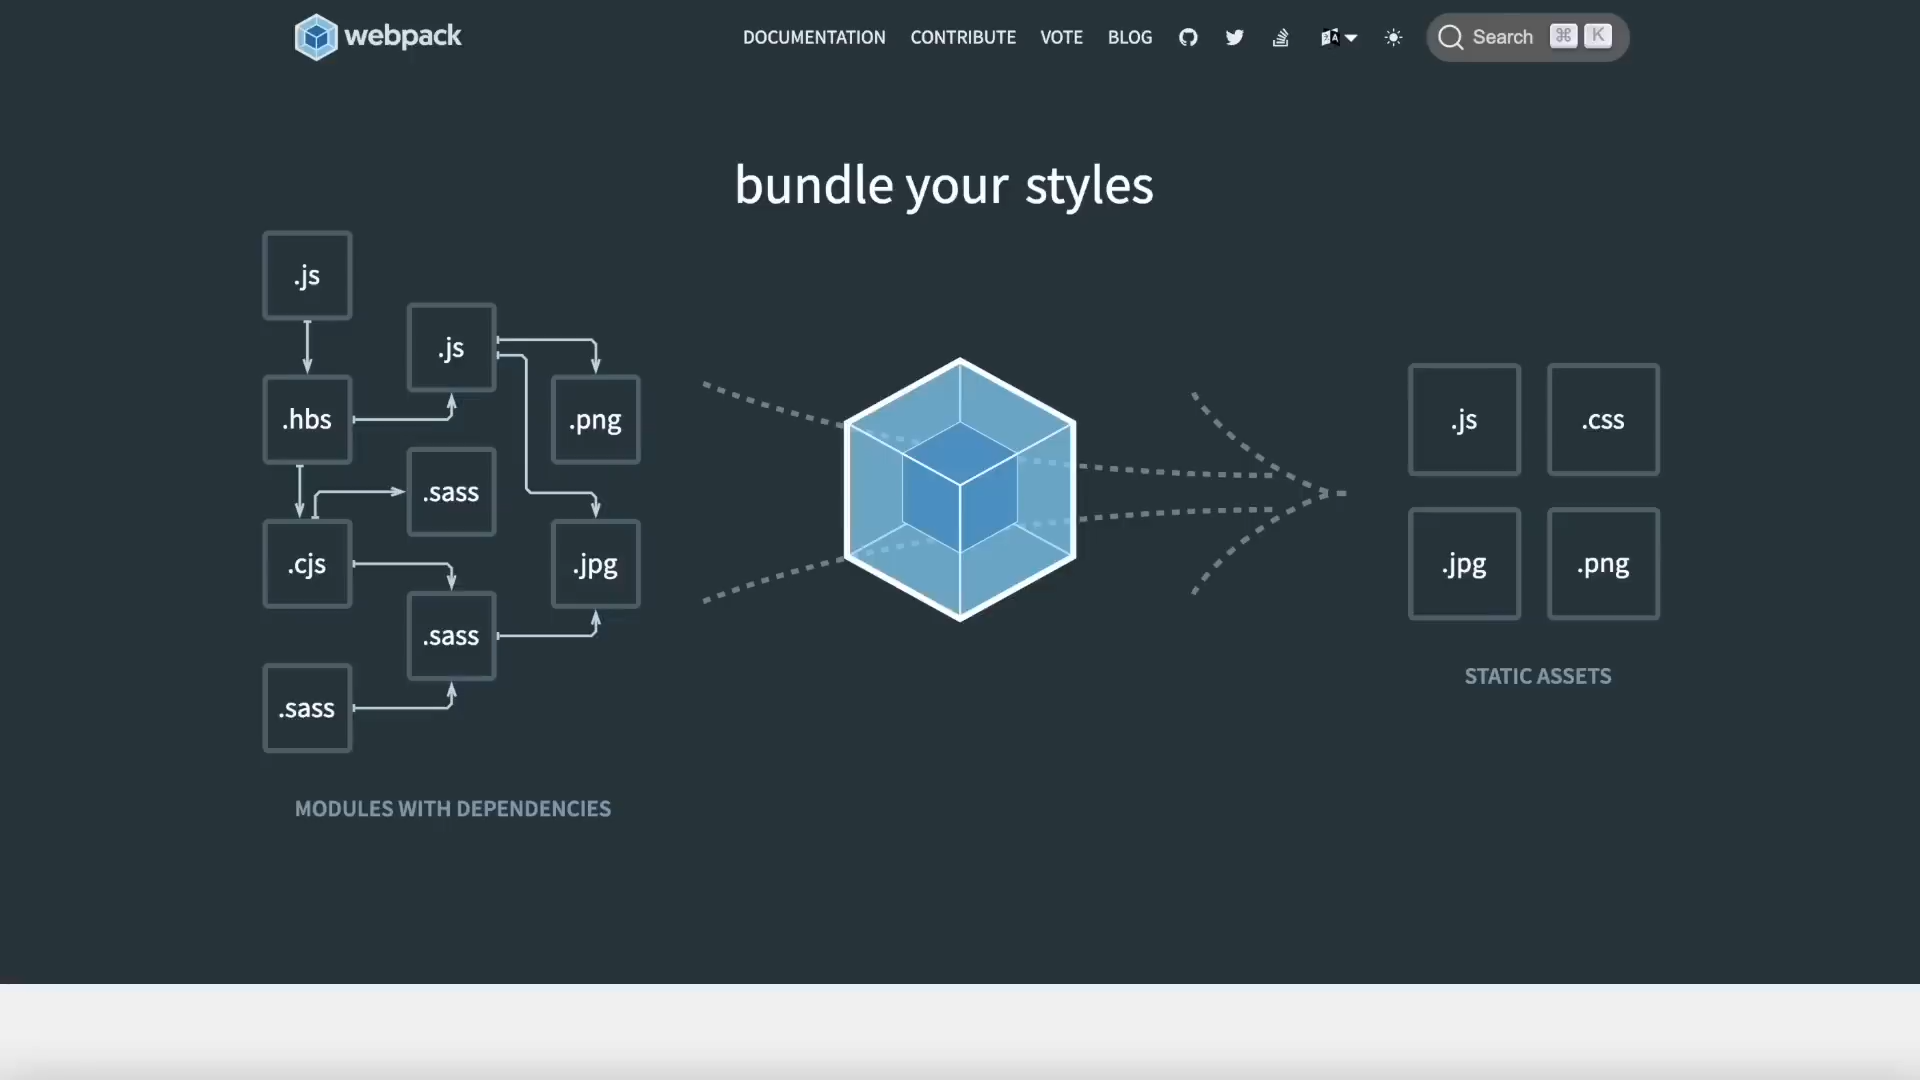 webpack
DOCUMENTATION CONTRIBUTE VOTE BLOG Search ⌘ K
bundle your styles
.js
.js
.hbs
.png
.sass
.cjs
.jpg
.sass
.sass
MODULES WITH DEPENDENCIES
.js .css
.jpg .png
STATIC ASSETS